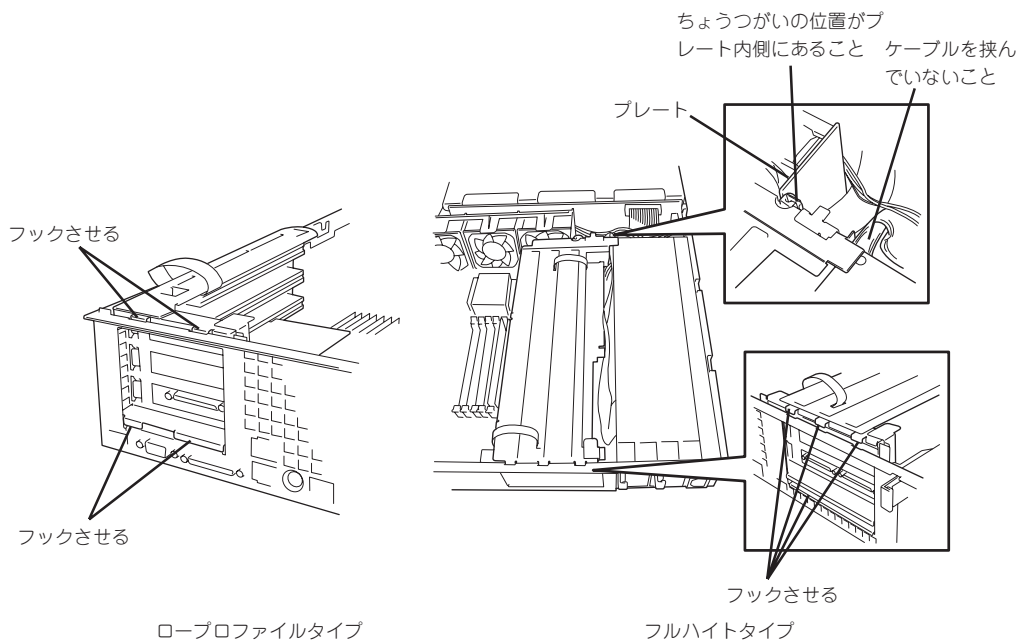 ちょうつがいの位置がプ
レート内側にあること
ケーブルを挟ん
でいないこと
プレート
フックさせる
フックさせる
フックさせる
ロープロファイルタイプ
フルハイトタイプ